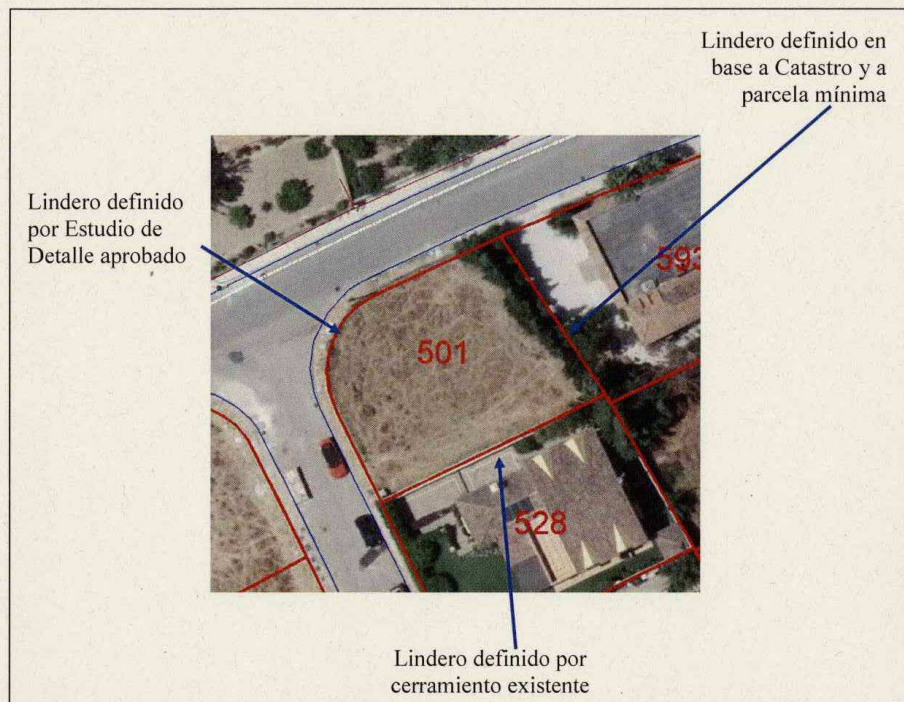 Lindero definido en
base a Catastro y a
parcela mínima
Lindero definido
por Estudio de
Detalle aprobado
593
501
528
Lindero definido por
cerramiento existente